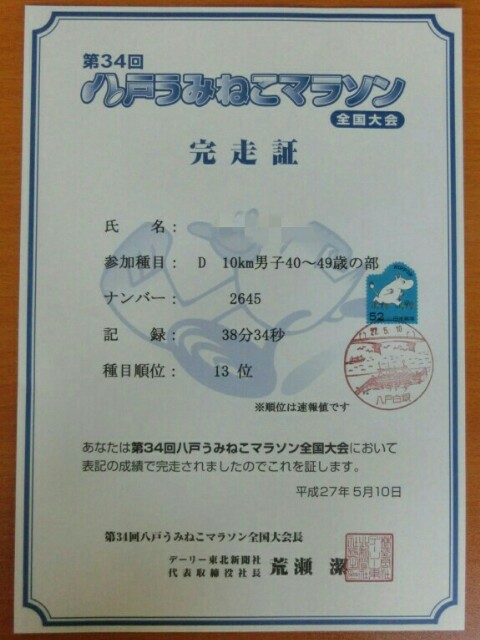 第34回
八戸うみねこマラソン
全国大会
完走証
氏 名：
参加種目： D 10km男子40～49歳の部
ナンバー： 2645
記 録： 38分34秒
種目順位： 13 位
52
27.5.10
八戸白銀
※順位は速報値です
あなたは第34回八戸うみねこマラソン全国大会において
表記の成績で完走されましたのでこれを証します。
平成27年5月10日
第34回八戸うみねこマラソン全国大会長
デーリー東北新聞社
代表取締役社長 荒瀬 潔